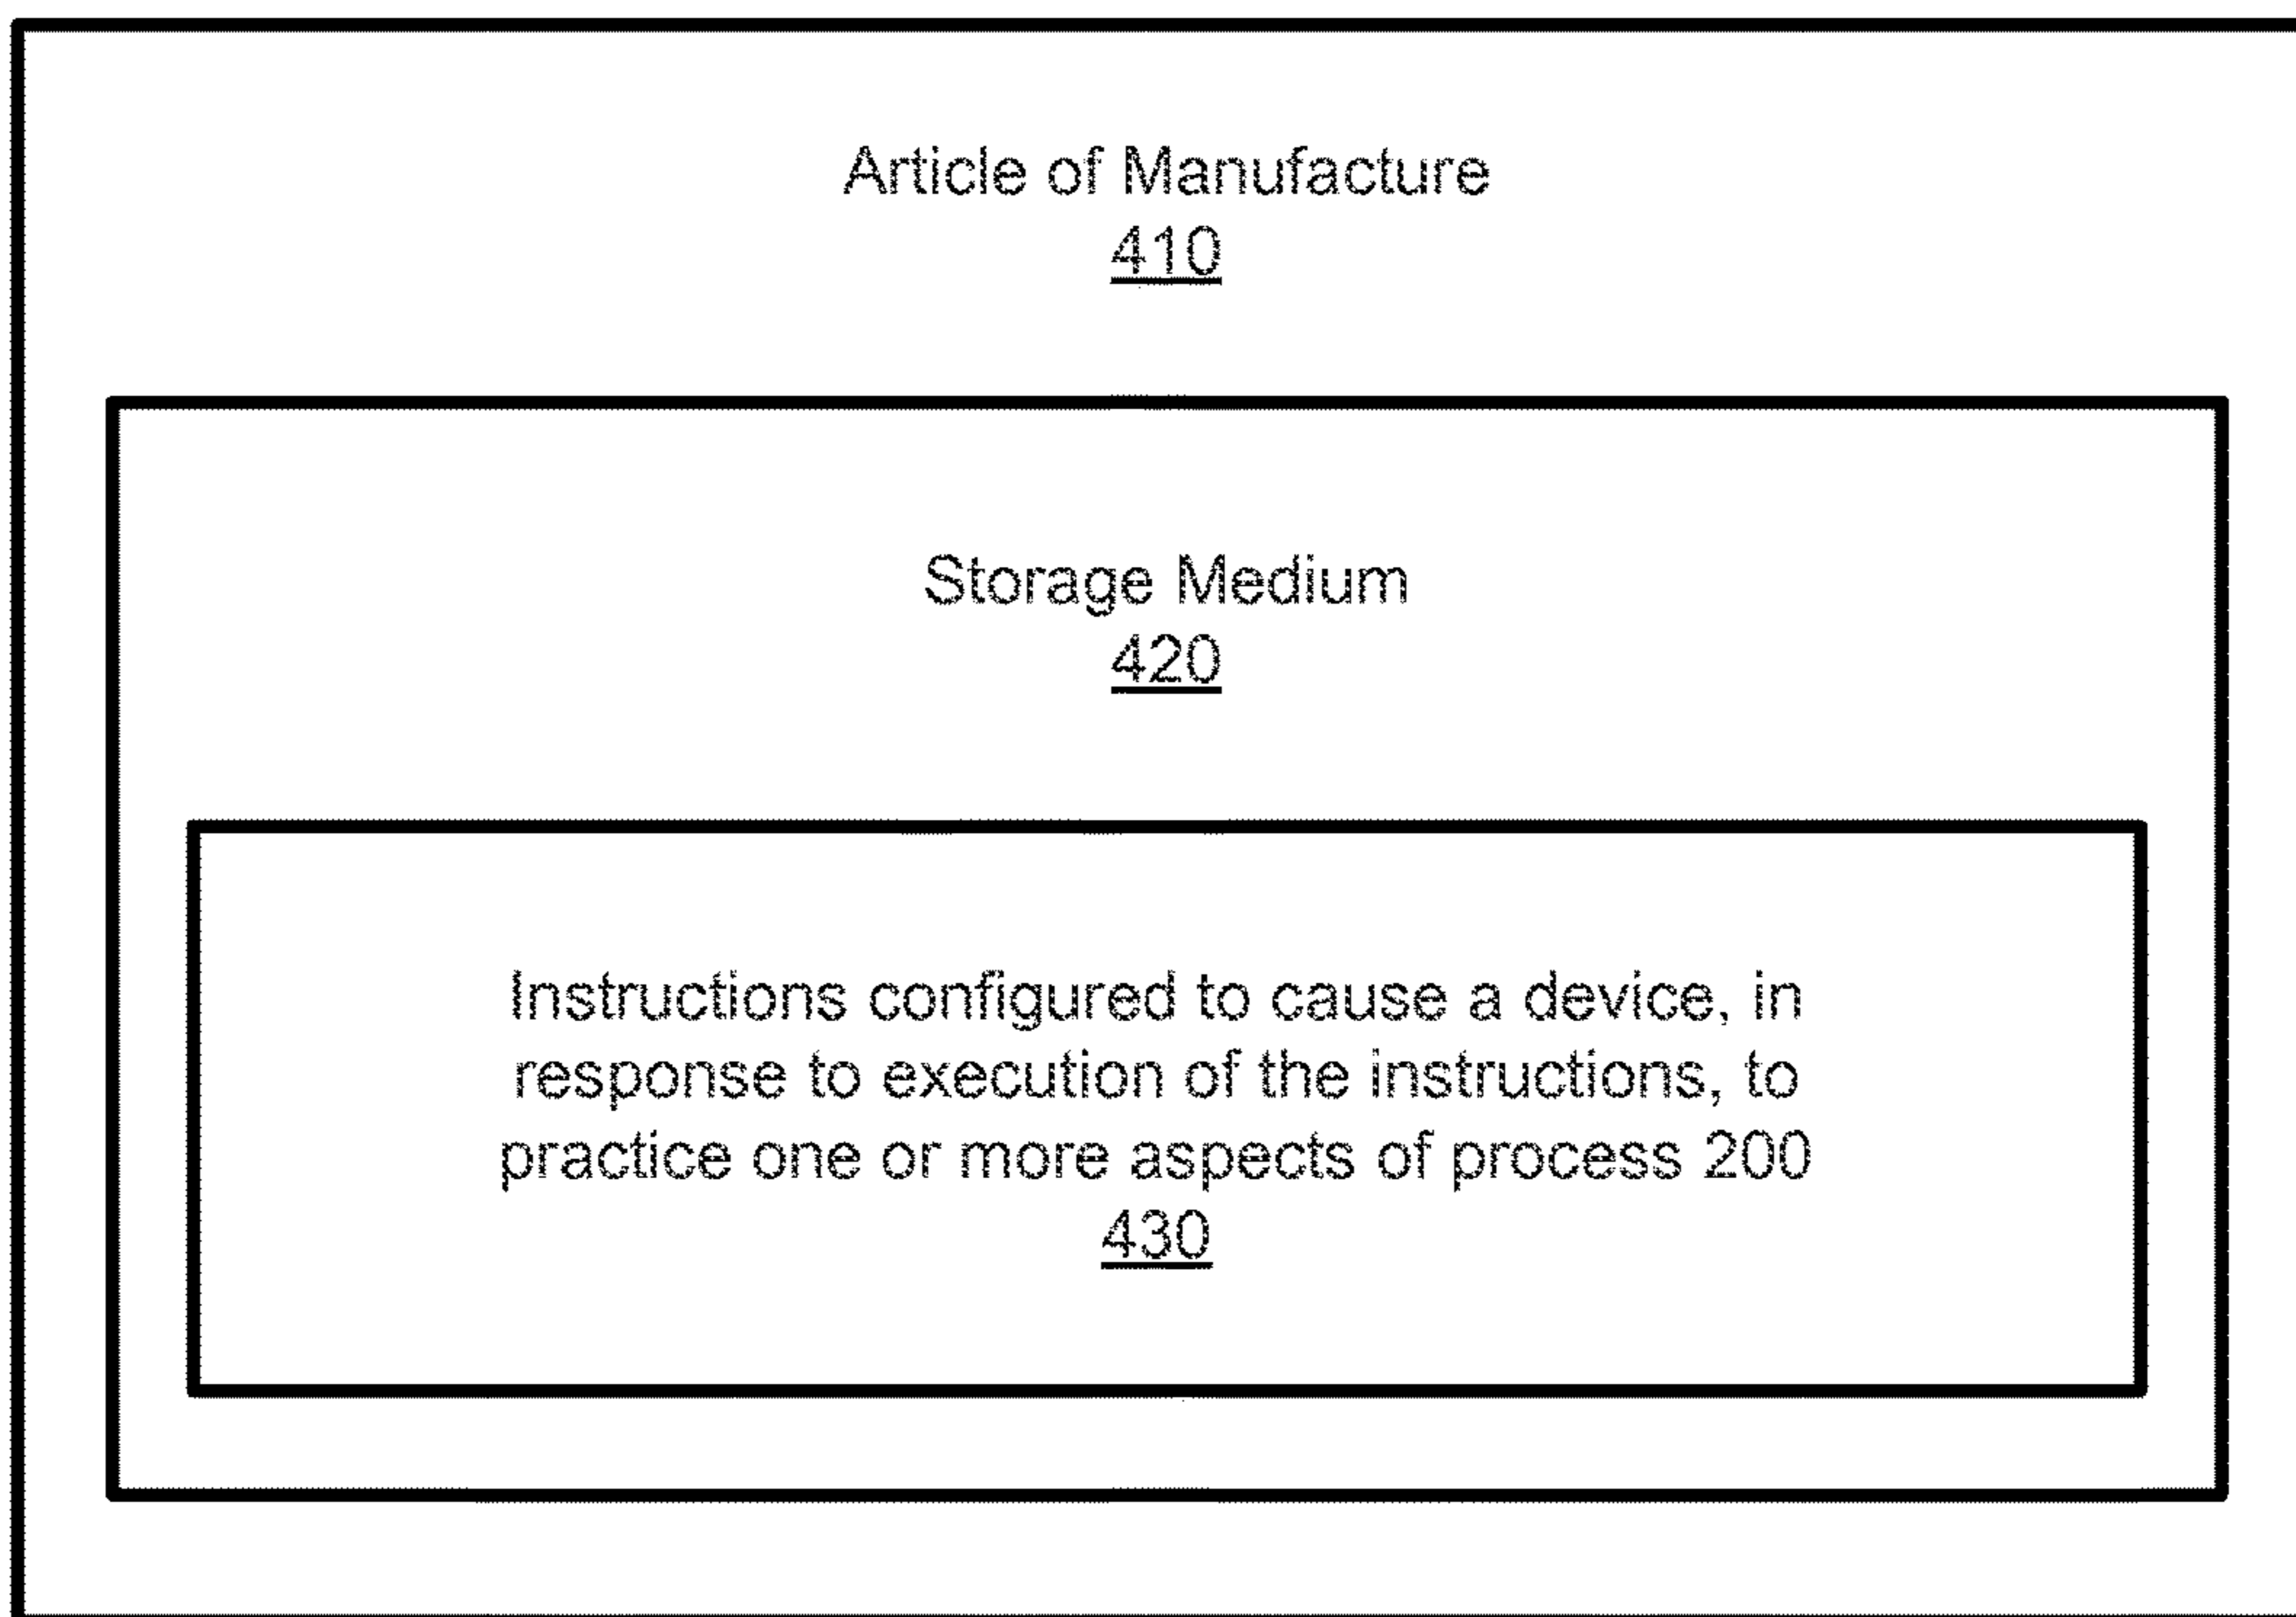 Article of Manufacture
410
Storage Medium
420
Instructions configured to cause a device, in
response to execution of the instructions, to
practice one or more aspects of process 200
430